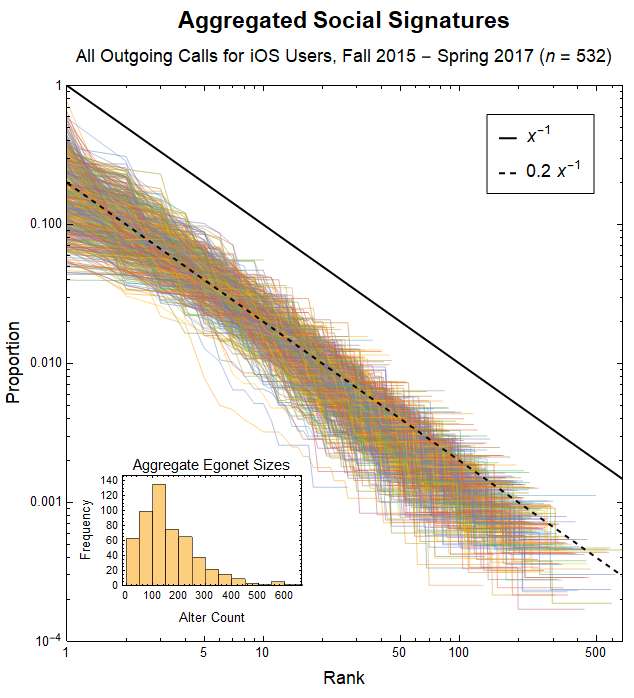 Aggregated Social Signatures
All Outgoing Calls for iOS Users, Fall 2015 – Spring 2017 (n = 532)
x⁻¹
0.2 x⁻¹
Proportion
1
0.100
0.010
0.001
10⁻⁴
Aggregate Egonet Sizes
Frequency
140
120
100
80
60
40
20
0
0 100 200 300 400 500 600
Alter Count
1 5 10 50 100 500
Rank